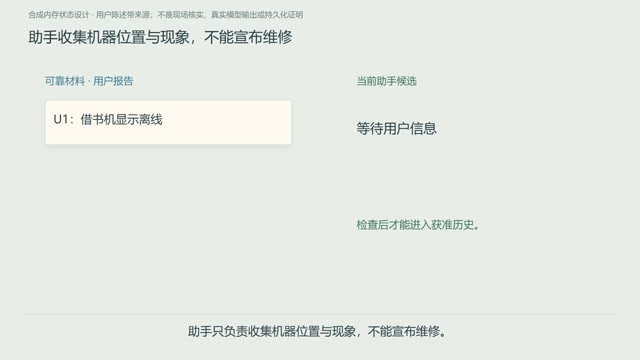 合成内存状态设计 · 用户陈述带来源；不是现场核实、真实模型输出或持久化证明
助手收集机器位置与现象，不能宣布维修
可靠材料 · 用户报告
当前助手候选
U1：借书机显示离线
等待用户信息
检查后才能进入获准历史。
助手只负责收集机器位置与现象，不能宣布维修。